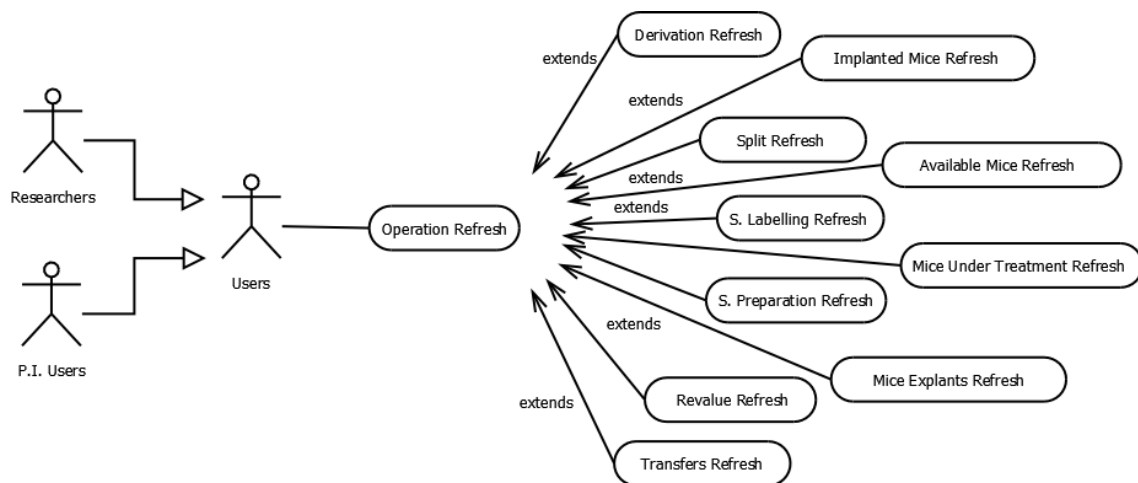 Derivation Refresh
extends
Implanted Mice Refresh
extends
Split Refresh
Available Mice Refresh
extends
Researchers
extends
S. Labelling Refresh
Operation Refresh
Users
Mice Under Treatment Refresh
S. Preparation Refresh
extends
P.I. Users
Mice Explants Refresh
extends
Revalue Refresh
Transfers Refresh